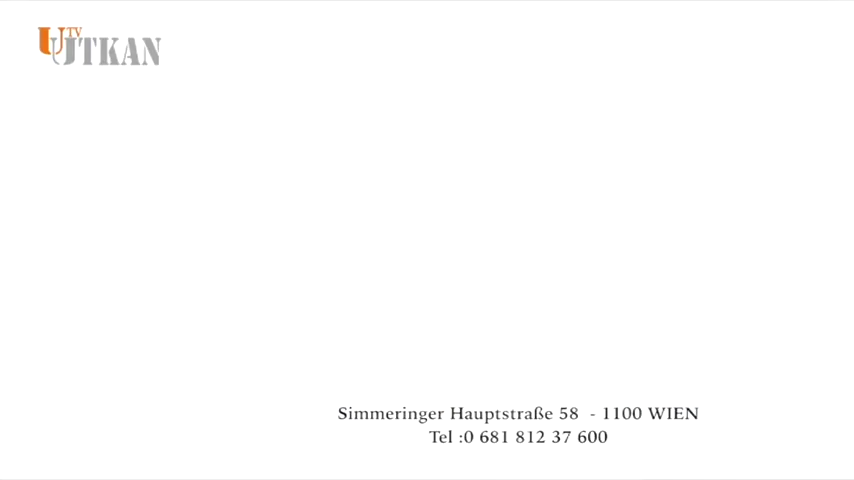 UTV
UTKAN
Simmeringer Hauptstraße 58 - 1100 WIEN
Tel :0 681 812 37 600